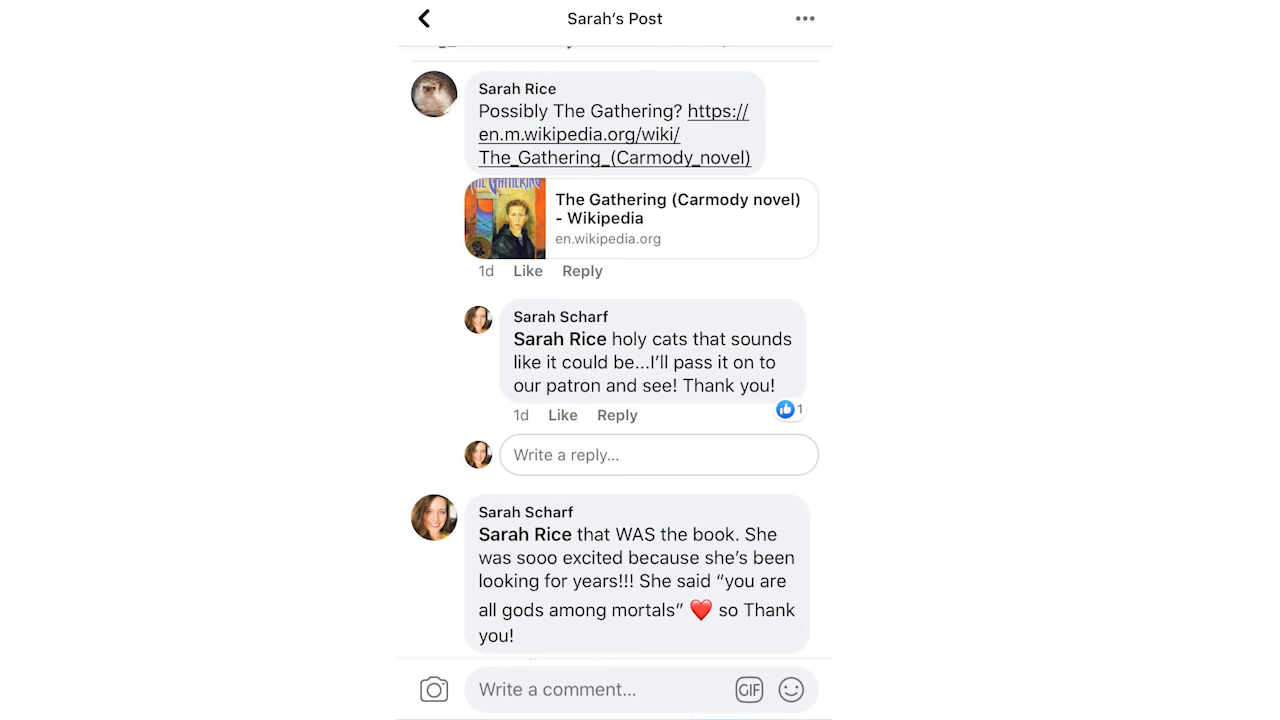 Sarah's Post
Sarah Rice
Possibly The Gathering? https://
en.m.wikipedia.org/wiki/
The_Gathering_(Carmody_novel)
THE GATHERING
The Gathering (Carmody novel)
- Wikipedia
en.wikipedia.org
1d Like Reply
Sarah Scharf
Sarah Rice holy cats that sounds
like it could be...I'll pass it on to
our patron and see! Thank you!
1d Like Reply 1
Write a reply...
Sarah Scharf
Sarah Rice that WAS the book. She
was sooo excited because she's been
looking for years!!! She said “you are
all gods among mortals” ❤️ so Thank
you!
Write a comment...
GIF